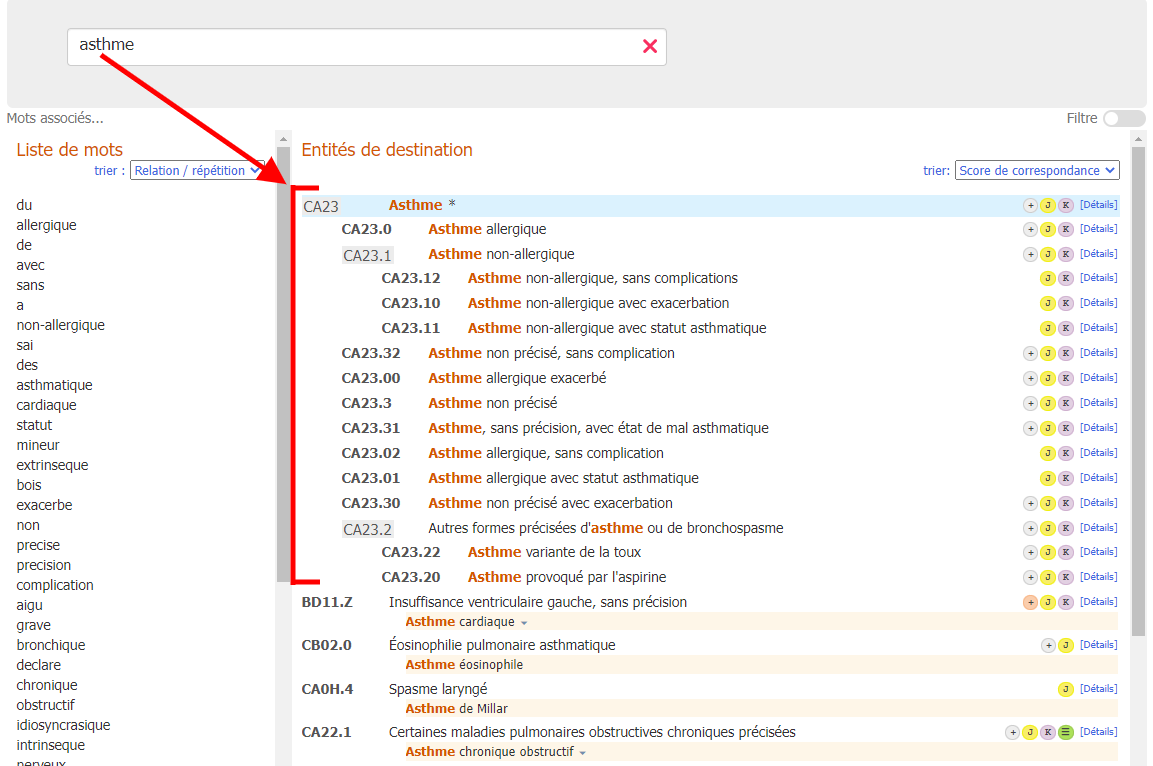 asthme
Mots associés...
Filtre
Liste de mots
trier : Relation / répétition
du
allergique
de
avec
sans
a
non-allergique
sai
des
asthmatique
cardiaque
statut
mineur
extrinseque
bois
exacerbe
non
precise
precision
complication
aigu
grave
bronchique
declare
chronique
obstructif
idiosyncrasique
intrinseque
nerveux
Entités de destination
trier: Score de correspondance
CA23 Asthme * + J K [Détails]
CA23.0 Asthme allergique + J K [Détails]
CA23.1 Asthme non-allergique + J K [Détails]
CA23.12 Asthme non-allergique, sans complications J K [Détails]
CA23.10 Asthme non-allergique avec exacerbation J K [Détails]
CA23.11 Asthme non-allergique avec statut asthmatique J K [Détails]
CA23.32 Asthme non précisé, sans complication + J K [Détails]
CA23.00 Asthme allergique exacerbé + J K [Détails]
CA23.3 Asthme non précisé + J K [Détails]
CA23.31 Asthme, sans précision, avec état de mal asthmatique + J K [Détails]
CA23.02 Asthme allergique, sans complication J K [Détails]
CA23.01 Asthme allergique avec statut asthmatique J K [Détails]
CA23.30 Asthme non précisé avec exacerbation + J K [Détails]
CA23.2 Autres formes précisées d'asthme ou de bronchospasme + J K [Détails]
CA23.22 Asthme variante de la toux + J K [Détails]
CA23.20 Asthme provoqué par l'aspirine + J K [Détails]
BD11.Z Insuffisance ventriculaire gauche, sans précision + J K [Détails]
Asthme cardiaque
CB02.0 Éosinophilie pulmonaire asthmatique + J [Détails]
Asthme éosinophile
CA0H.4 Spasme laryngé J [Détails]
Asthme de Millar
CA22.1 Certaines maladies pulmonaires obstructives chroniques précisées + J K [Détails]
Asthme chronique obstructif